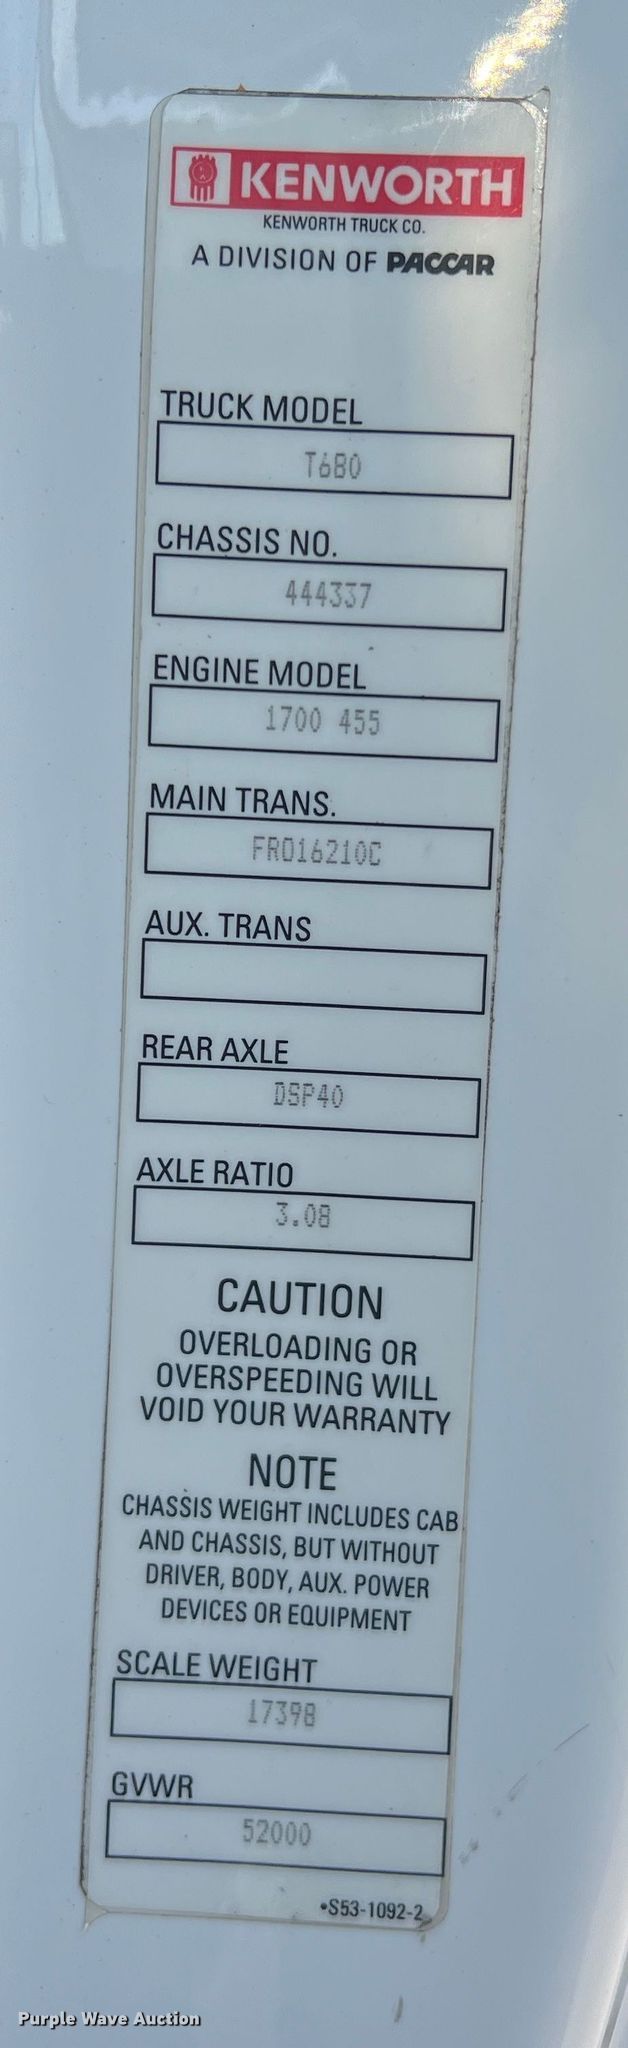 KENWORTH
KENWORTH TRUCK CO.
A DIVISION OF PACCAR
TRUCK MODEL
T680
CHASSIS NO.
444337
ENGINE MODEL
1700 455
MAIN TRANS.
FRO16210C
AUX. TRANS
REAR AXLE
DSP40
AXLE RATIO
3.08
CAUTION
OVERLOADING OR
OVERSPEEDING WILL
VOID YOUR WARRANTY
NOTE
CHASSIS WEIGHT INCLUDES CAB
AND CHASSIS, BUT WITHOUT
DRIVER, BODY, AUX. POWER
DEVICES OR EQUIPMENT
SCALE WEIGHT
17398
GVWR
52000
•S53-1092-2
Purple Wave Auction